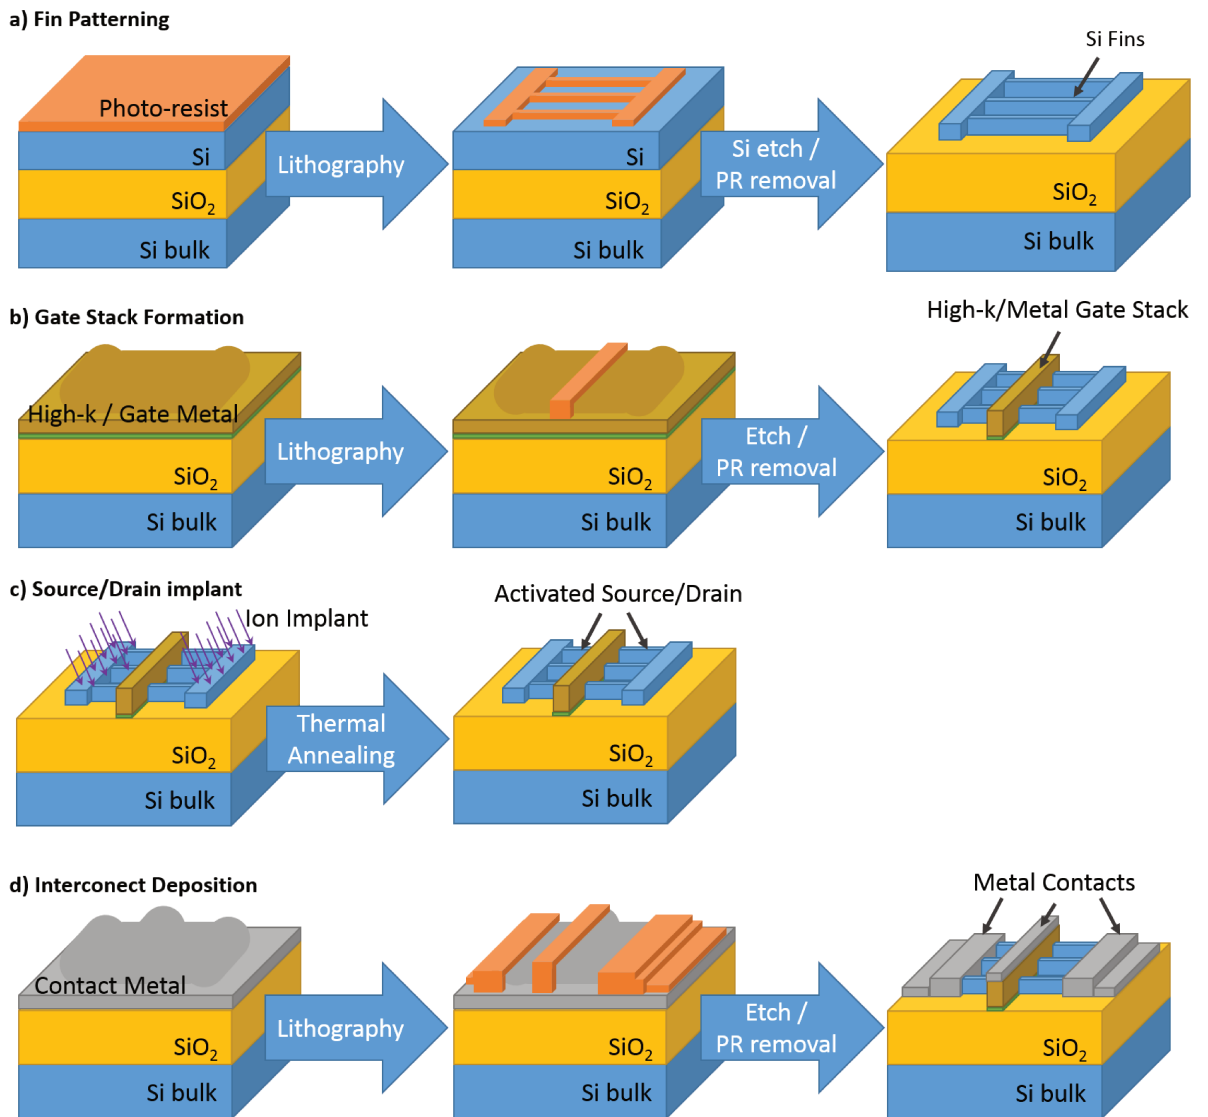 a) Fin Patterning
Si Fins
Photo-resist
Si
SiO2
Si bulk
Lithography
Si
SiO2
Si bulk
Si etch /
PR removal
SiO2
Si bulk
b) Gate Stack Formation
High-k/Metal Gate Stack
High-k / Gate Metal
SiO2
Si bulk
Lithography
SiO2
Si bulk
Etch /
PR removal
SiO2
Si bulk
c) Source/Drain implant
Ion Implant
Activated Source/Drain
SiO2
Si bulk
Thermal
Annealing
SiO2
Si bulk
d) Interconect Deposition
Metal Contacts
Contact Metal
SiO2
Si bulk
Lithography
SiO2
Si bulk
Etch /
PR removal
SiO2
Si bulk